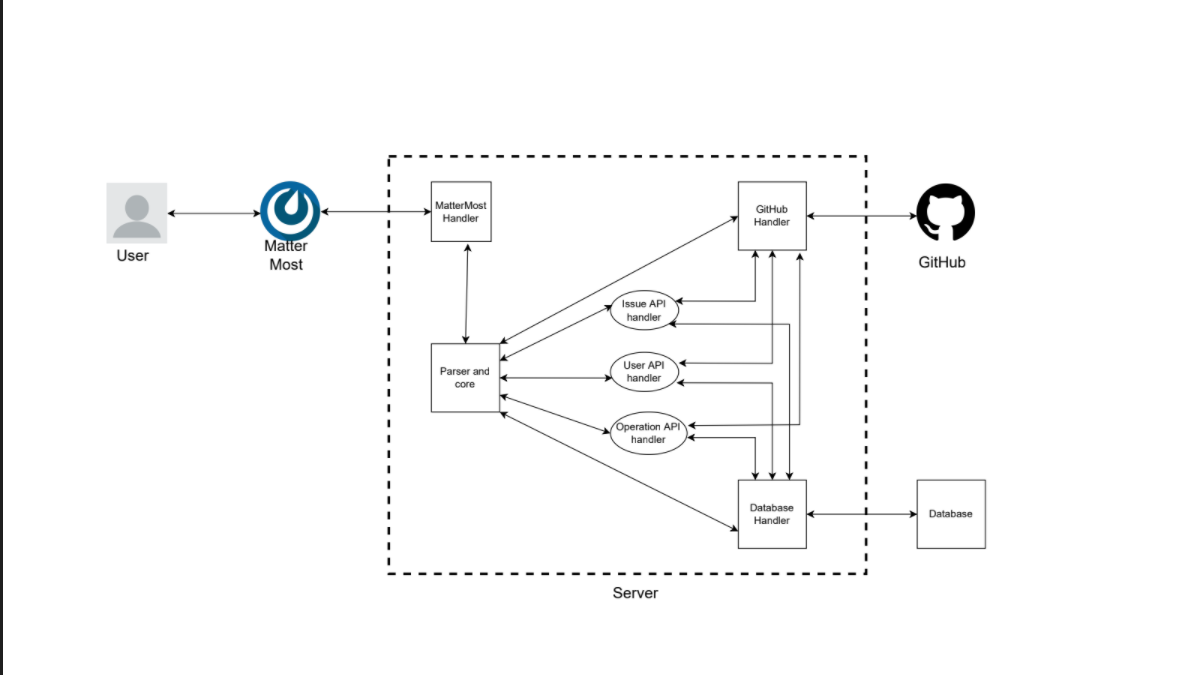 MatterMost
Handler
GitHub
Handler
User
Matter
Most
GitHub
Issue API
handler
Parser and
core
User API
handler
Operation API
handler
Database
Handler
Database
Server